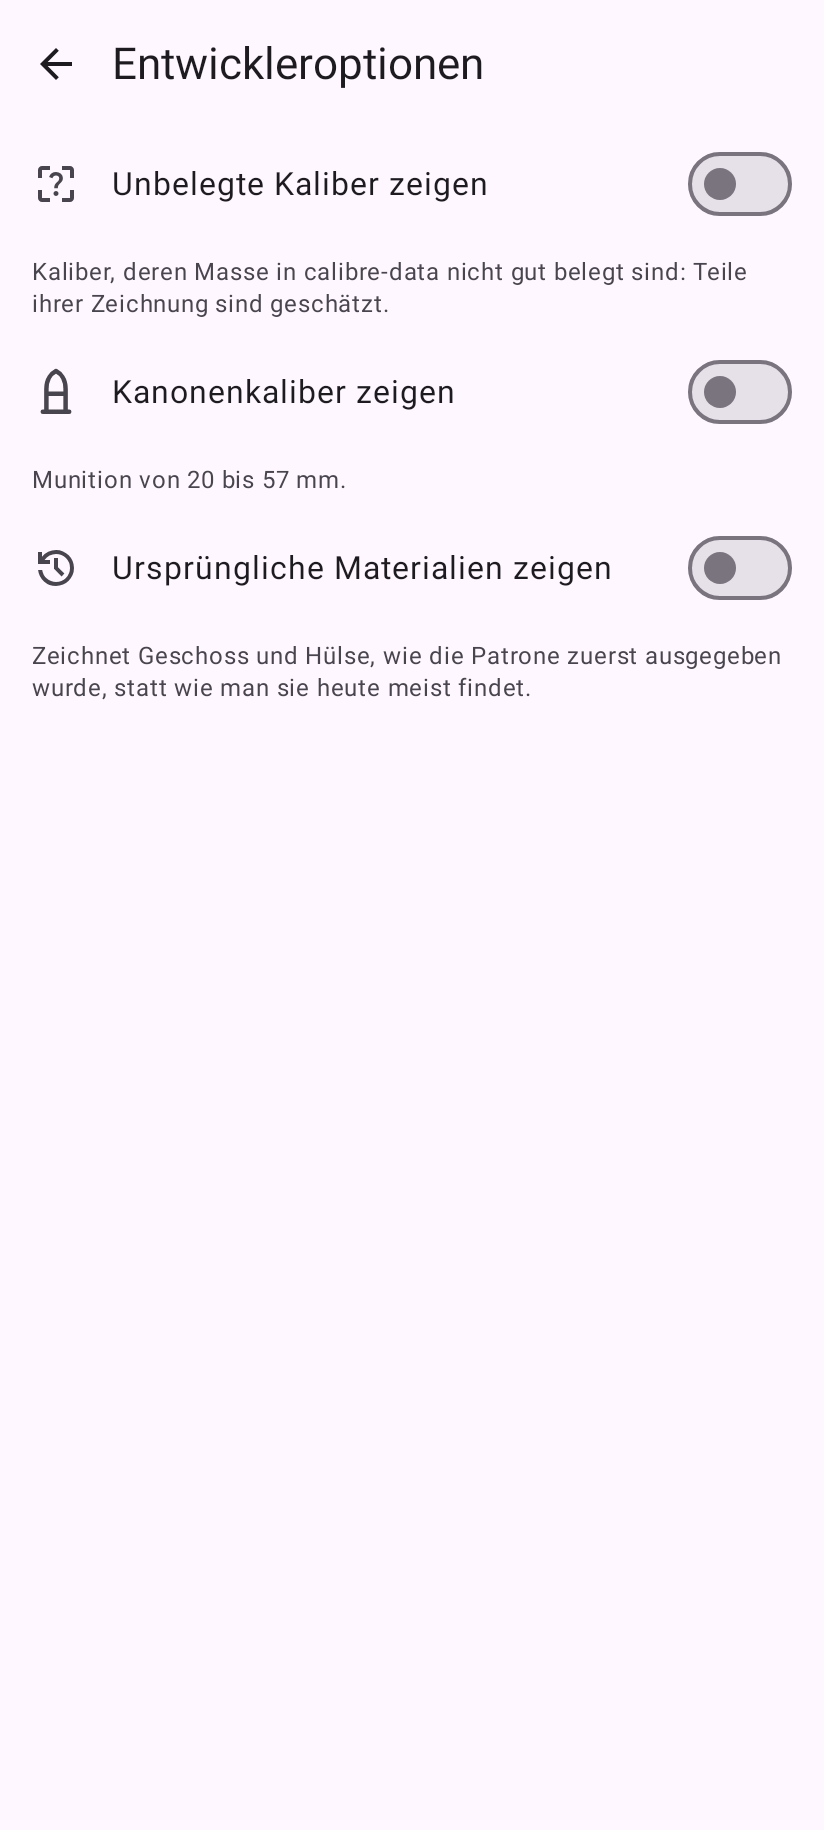 Entwickleroptionen
Unbelegte Kaliber zeigen
Kaliber, deren Masse in calibre-data nicht gut belegt sind: Teile
ihrer Zeichnung sind geschätzt.
Kanonenkaliber zeigen
Munition von 20 bis 57 mm.
Ursprüngliche Materialien zeigen
Zeichnet Geschoss und Hülse, wie die Patrone zuerst ausgegeben
wurde, statt wie man sie heute meist findet.